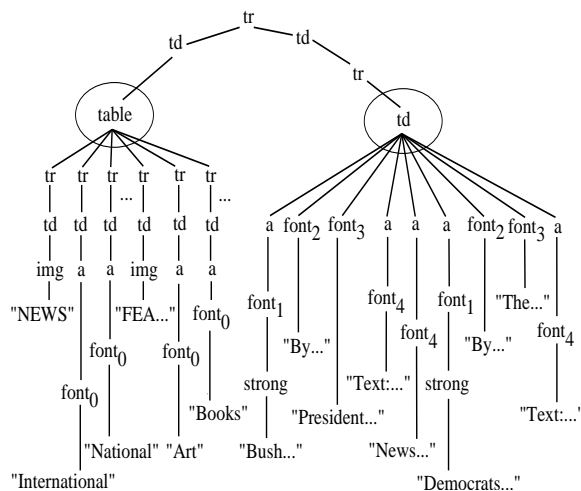 tr
td td
tr
table td
tr tr tr tr tr tr
... ...
td td td td td td
a font2 font3 a a a font2 font3 a
img a a img a a
"NEWS" "FEA..." font0
font1 font4 font1 "The..."
font0 font0 "By..." font4 "By..." font4
font0 strong "Text:..." strong
"Books" "President..." "Text:..."
"National" "Art" "Bush..." "News..."
"International" "Democrats..."